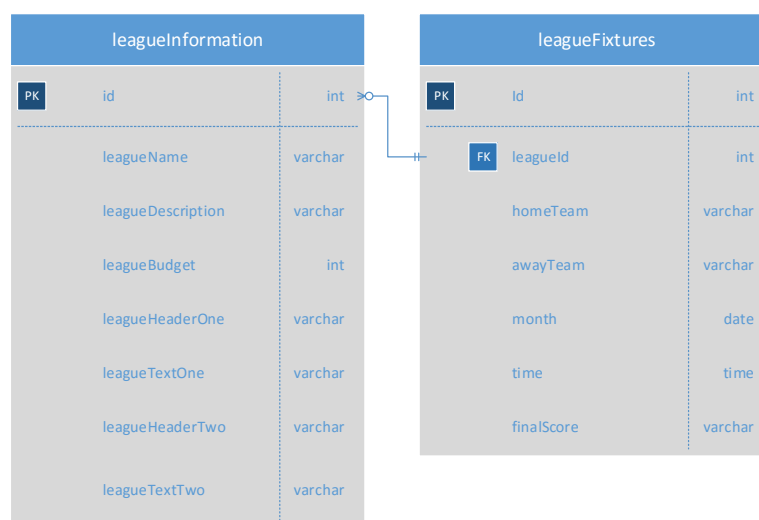 leagueInformation
PK id int
leagueName varchar
leagueDescription varchar
leagueBudget int
leagueHeaderOne varchar
leagueTextOne varchar
leagueHeaderTwo varchar
leagueTextTwo varchar
leagueFixtures
PK Id int
FK leagueId int
homeTeam varchar
awayTeam varchar
month date
time time
finalScore varchar